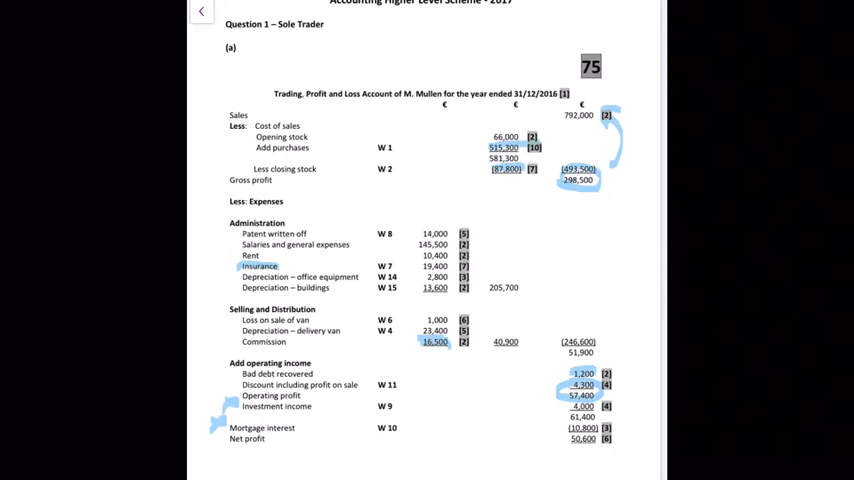 Accounting Higher Level Scheme - 2017
Question 1 – Sole Trader
(a)
75
Trading, Profit and Loss Account of M. Mullen for the year ended 31/12/2016 [1]
€ € €
Sales 792,000 [2]
Less: Cost of sales
Opening stock 66,000 [2]
Add purchases W 1 515,300 [10]
581,300
Less closing stock W 2 (87,800) [7] (493,500)
Gross profit 298,500
Less: Expenses
Administration
Patent written off W 8 14,000 [5]
Salaries and general expenses 145,500 [2]
Rent 10,400 [2]
Insurance W 7 19,400 [7]
Depreciation – office equipment W 14 2,800 [3]
Depreciation – buildings W 15 13,600 [2] 205,700
Selling and Distribution
Loss on sale of van W 6 1,000 [6]
Depreciation – delivery van W 4 23,400 [5]
Commission 16,500 [2] 40,900 (246,600)
51,900
Add operating income
Bad debt recovered 1,200 [2]
Discount including profit on sale W 11 4,300 [4]
Operating profit 57,400
Investment income W 9 4,000 [4]
61,400
Mortgage interest W 10 (10,800) [3]
Net profit 50,600 [6]